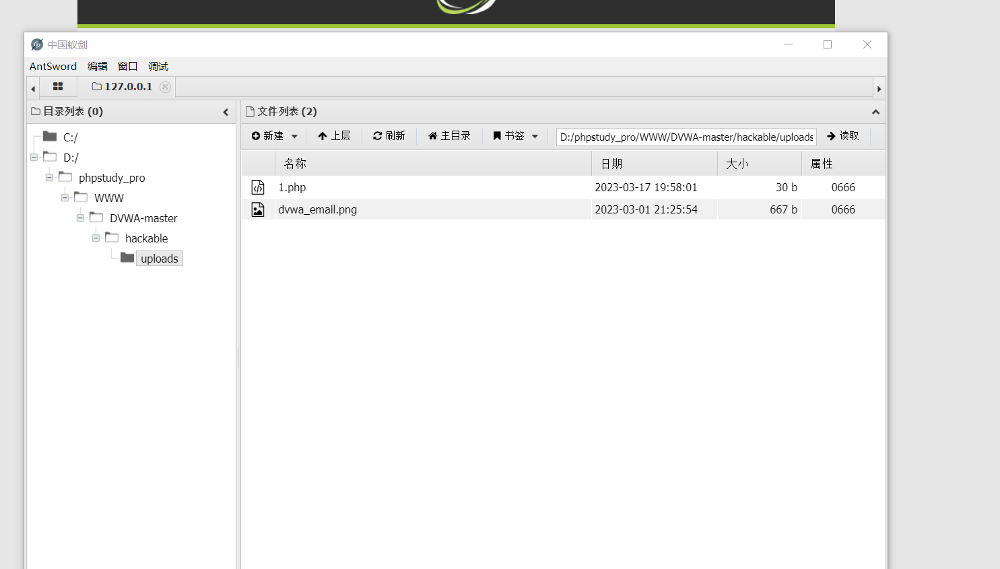 中国蚁剑
AntSword 编辑 窗口 调试
127.0.0.1
目录列表 (0)
文件列表 (2)
新建 上层 刷新 主目录 书签 D:/phpstudy_pro/WWW/DVWA-master/hackable/uploads 读取
名称 日期 大小 属性
C:/
D:/
phpstudy_pro
WWW
DVWA-master
hackable
uploads
1.php 2023-03-17 19:58:01 30 b 0666
dvwa_email.png 2023-03-01 21:25:54 667 b 0666